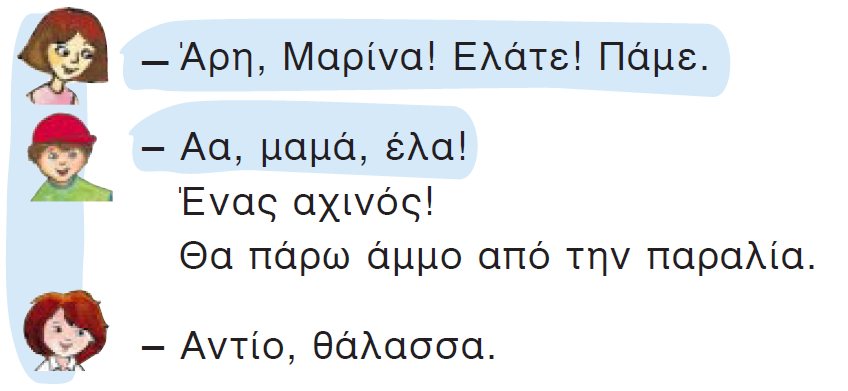 – Άρη, Μαρίνα! Ελάτε! Πάμε.
– Αα, μαμά, έλα!
Ένας αχινός!
Θα πάρω άμμο από την παραλία.
– Αντίο, θάλασσα.